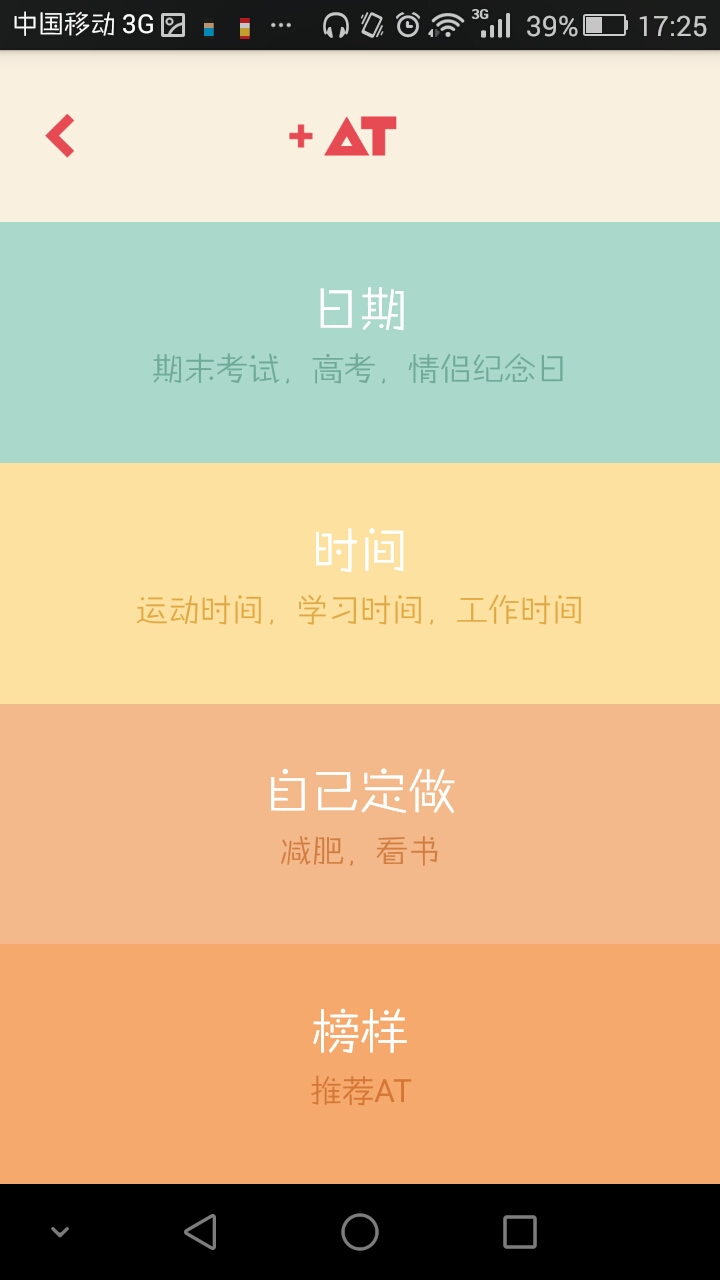 中国移动 3G 3G 39% 17:25
+ AT
日期
期末考试，高考，情侣纪念日
时间
运动时间，学习时间，工作时间
自己定做
减肥，看书
榜样
推荐AT